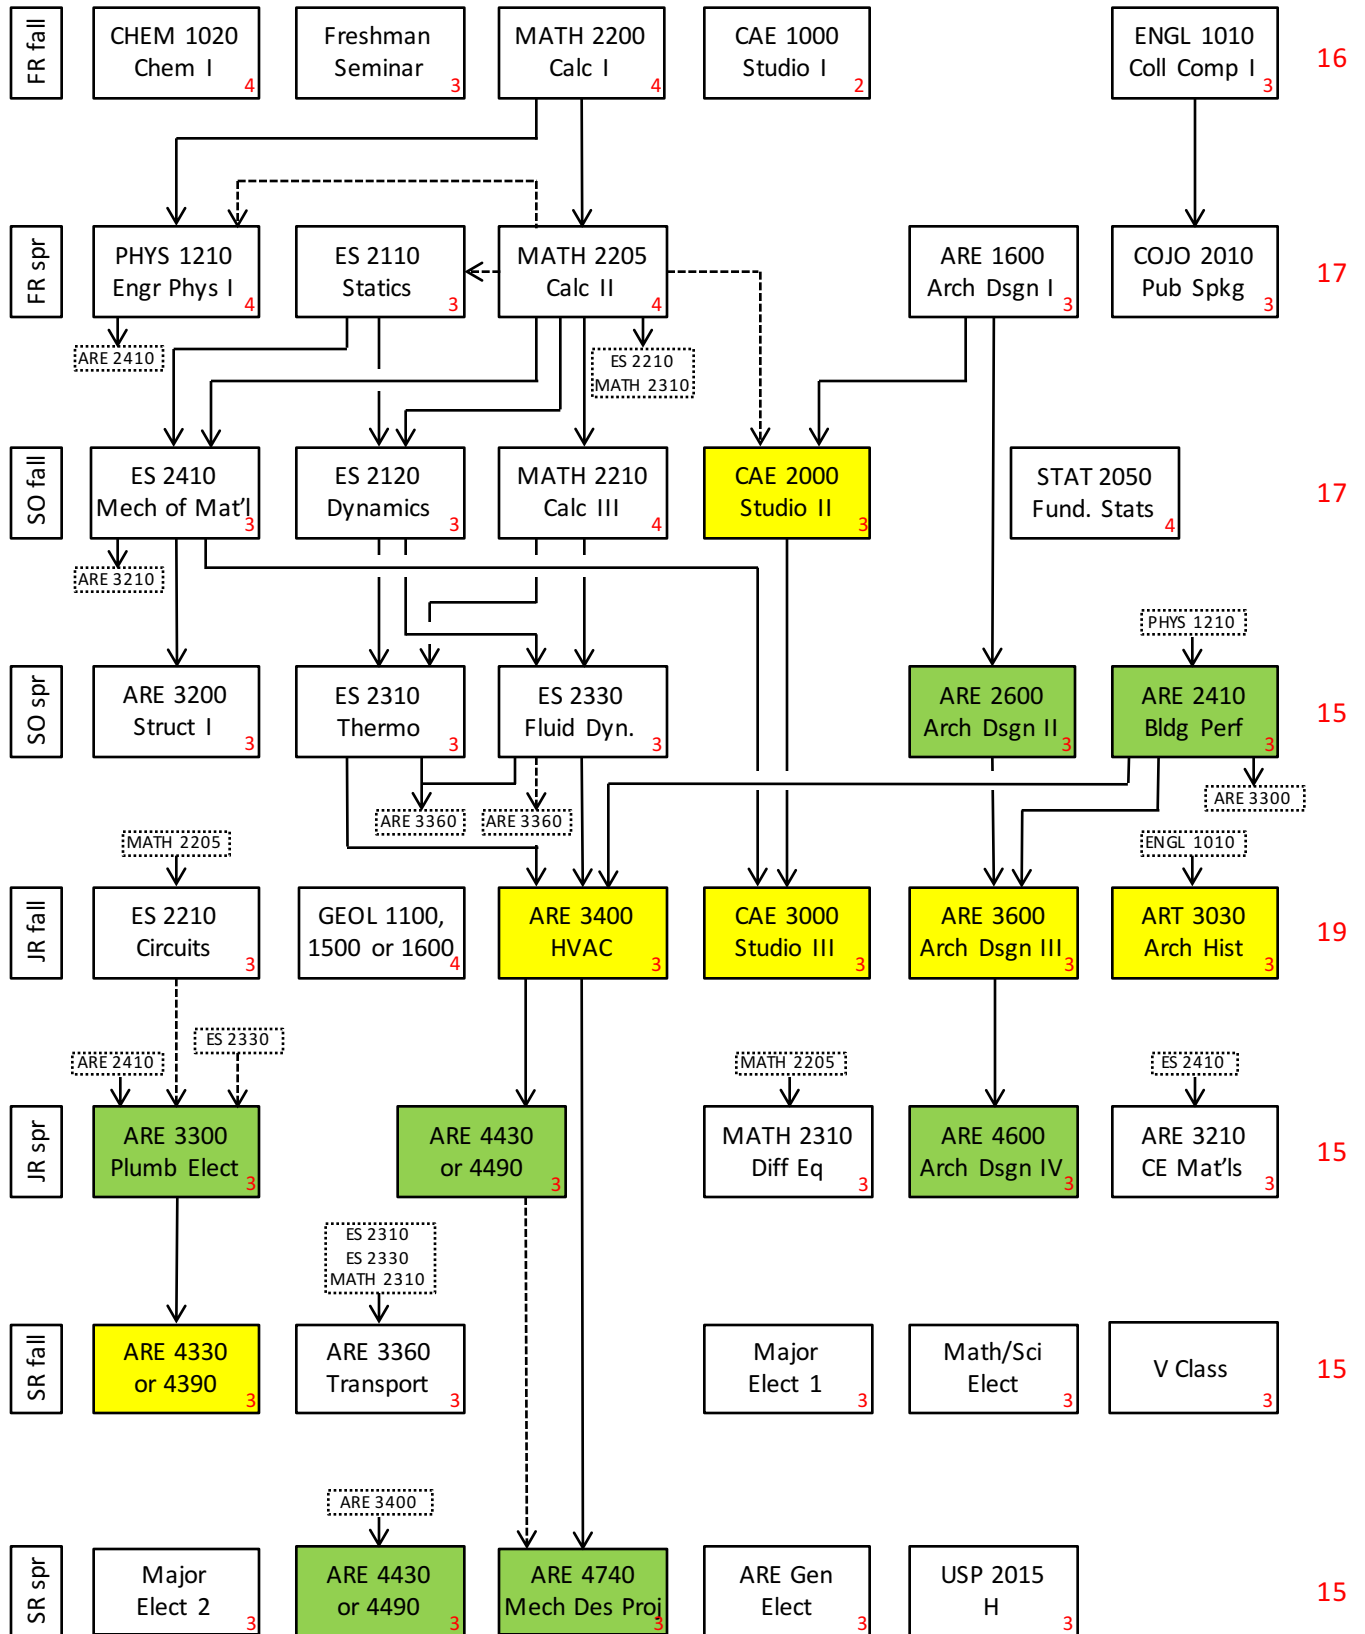 FR fall
CHEM 1020
Chem I
4
Freshman
Seminar
3
MATH 2200
Calc I
4
CAE 1000
Studio I
2
ENGL 1010
Coll Comp I
3
16
FR spr
PHYS 1210
Engr Phys I
4
ES 2110
Statics
3
MATH 2205
Calc II
4
ARE 1600
Arch Dsgn I
3
COJO 2010
Pub Spkg
3
17
ARE 2410
ES 2210
MATH 2310
SO fall
ES 2410
Mech of Mat'l
3
ES 2120
Dynamics
3
MATH 2210
Calc III
4
CAE 2000
Studio II
3
STAT 2050
Fund. Stats
4
17
ARE 3210
PHYS 1210
SO spr
ARE 3200
Struct I
3
ES 2310
Thermo
3
ES 2330
Fluid Dyn.
3
ARE 2600
Arch Dsgn II
3
ARE 2410
Bldg Perf
3
15
ARE 3360
ARE 3360
ARE 3300
MATH 2205
ENGL 1010
JR fall
ES 2210
Circuits
3
GEOL 1100,
1500 or 1600
4
ARE 3400
HVAC
3
CAE 3000
Studio III
3
ARE 3600
Arch Dsgn III
3
ART 3030
Arch Hist
3
19
ARE 2410
ES 2330
MATH 2205
ES 2410
JR spr
ARE 3300
Plumb Elect
3
ARE 4430
or 4490
3
MATH 2310
Diff Eq
3
ARE 4600
Arch Dsgn IV
3
ARE 3210
CE Mat'ls
3
15
ES 2310
ES 2330
MATH 2310
SR fall
ARE 4330
or 4390
3
ARE 3360
Transport
3
Major
Elect 1
3
Math/Sci
Elect
3
V Class
3
15
ARE 3400
SR spr
Major
Elect 2
3
ARE 4430
or 4490
3
ARE 4740
Mech Des Proj
3
ARE Gen
Elect
3
USP 2015
H
3
15